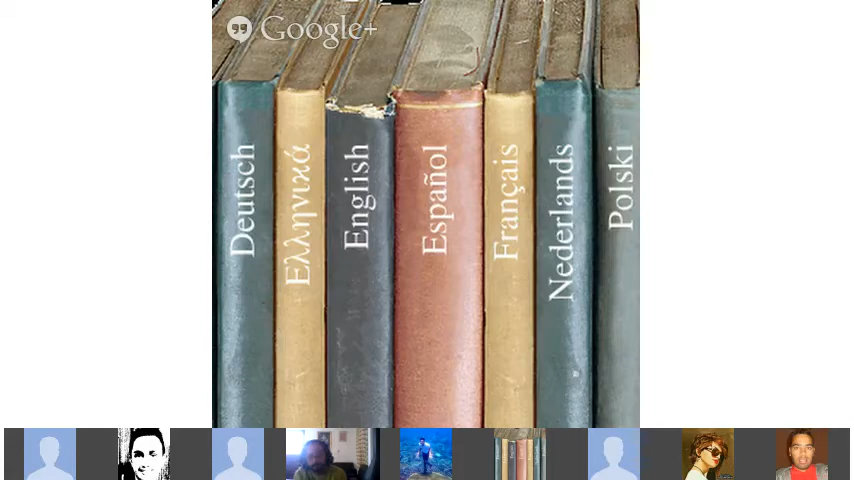 Google+
Deutsch
Ελληνικά
English
Español
Français
Nederlands
Polski